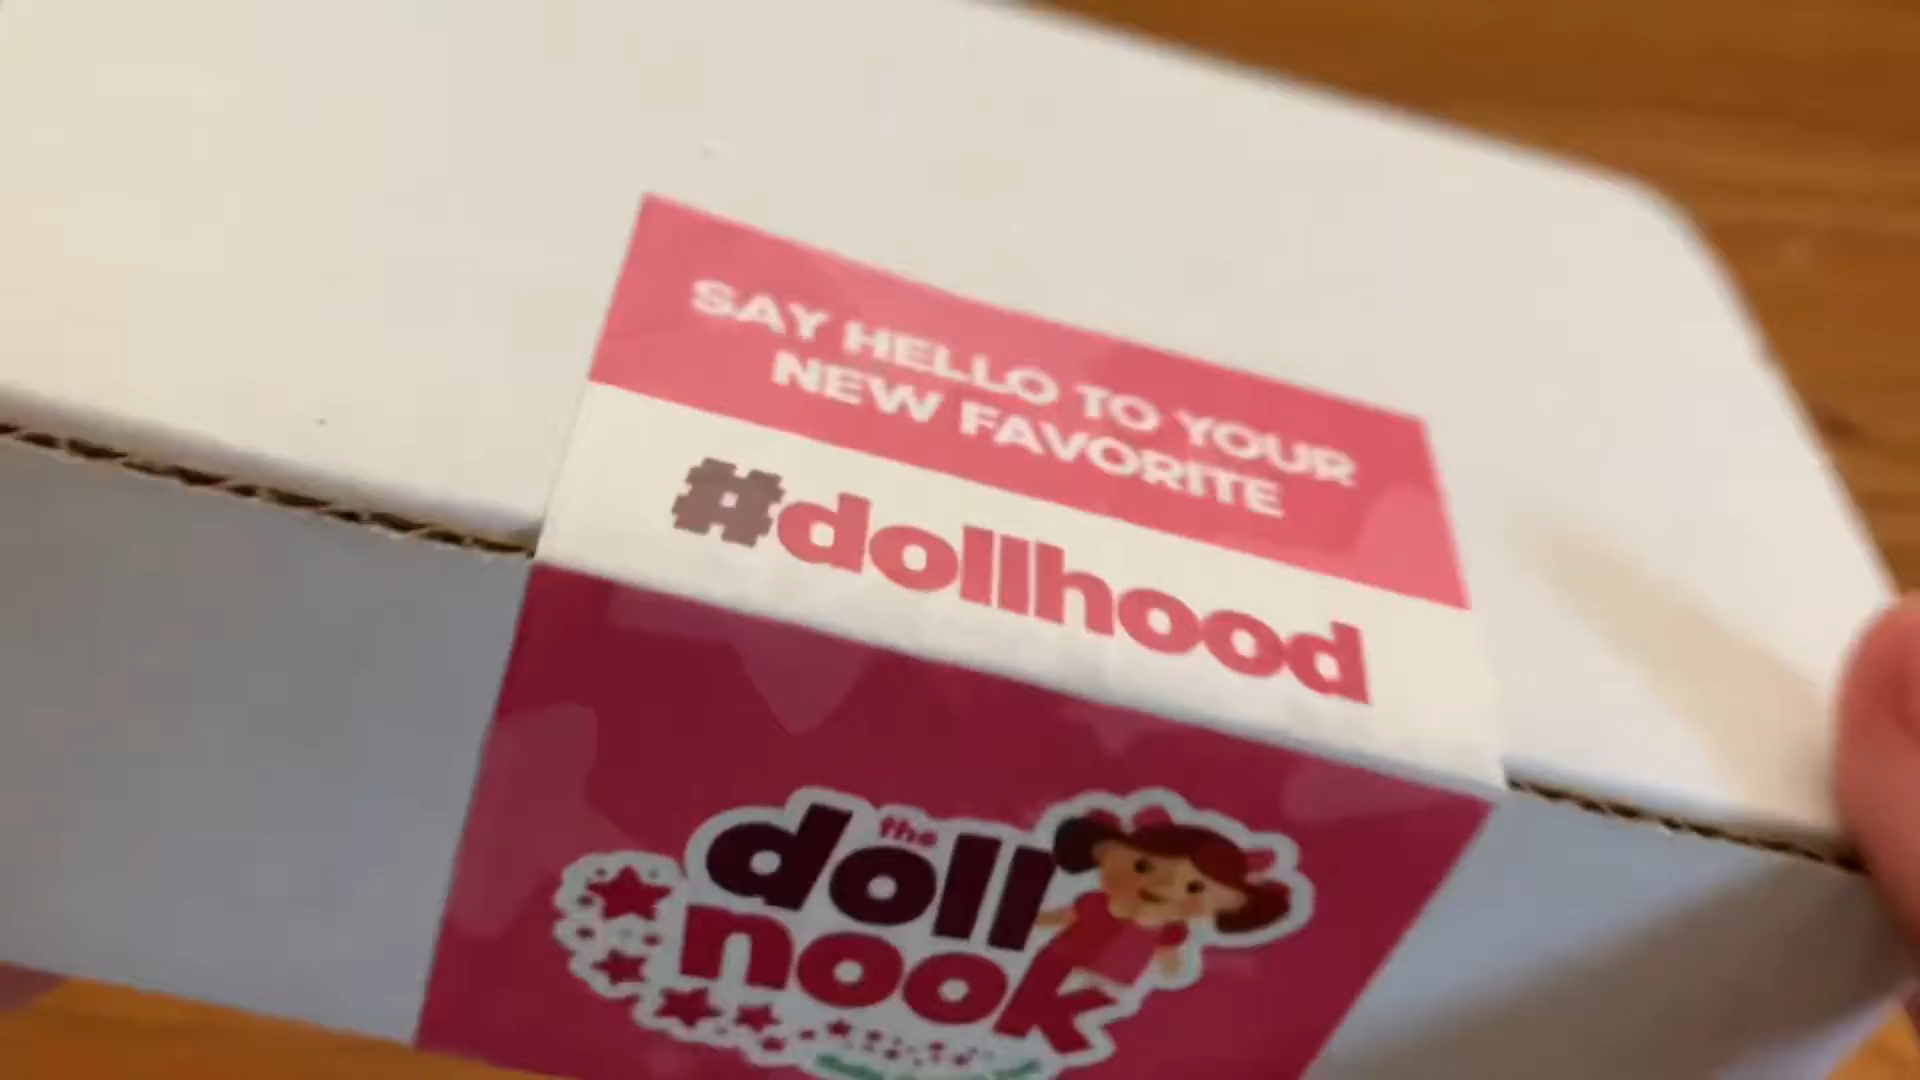 SAY HELLO TO YOUR
NEW FAVORITE
#dollhood
the
doll
nook